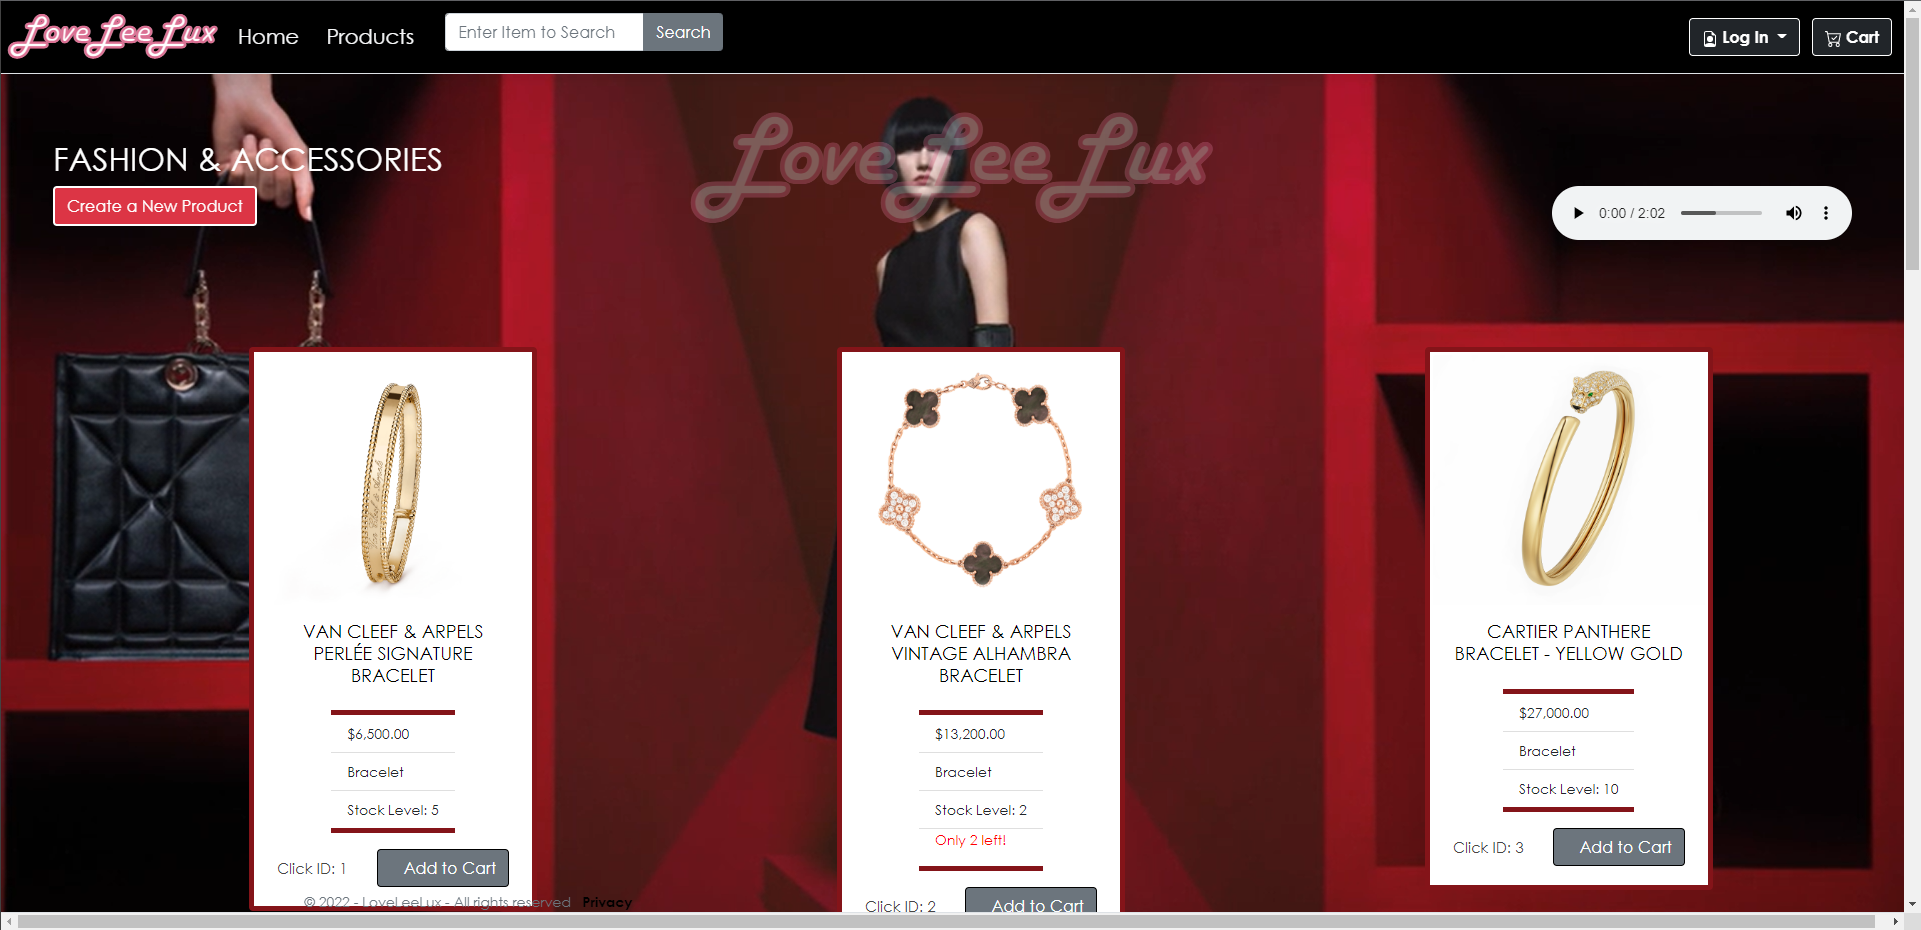 LoveLeeLux
Home
Products
Enter Item to Search
Search
Log In
Cart
LoveLeeLux
FASHION & ACCESSORIES
Create a New Product
0:00 / 2:02
VAN CLEEF & ARPELS
PERLÉE SIGNATURE
BRACELET
$6,500.00
Bracelet
Stock Level: 5
Click ID: 1
Add to Cart
VAN CLEEF & ARPELS
VINTAGE ALHAMBRA
BRACELET
$13,200.00
Bracelet
Stock Level: 2
Only 2 left!
Click ID: 2
Add to Cart
CARTIER PANTHERE
BRACELET - YELLOW GOLD
$27,000.00
Bracelet
Stock Level: 10
Click ID: 3
Add to Cart
© 2022 - LoveLeeLux - All rights reserved
Privacy